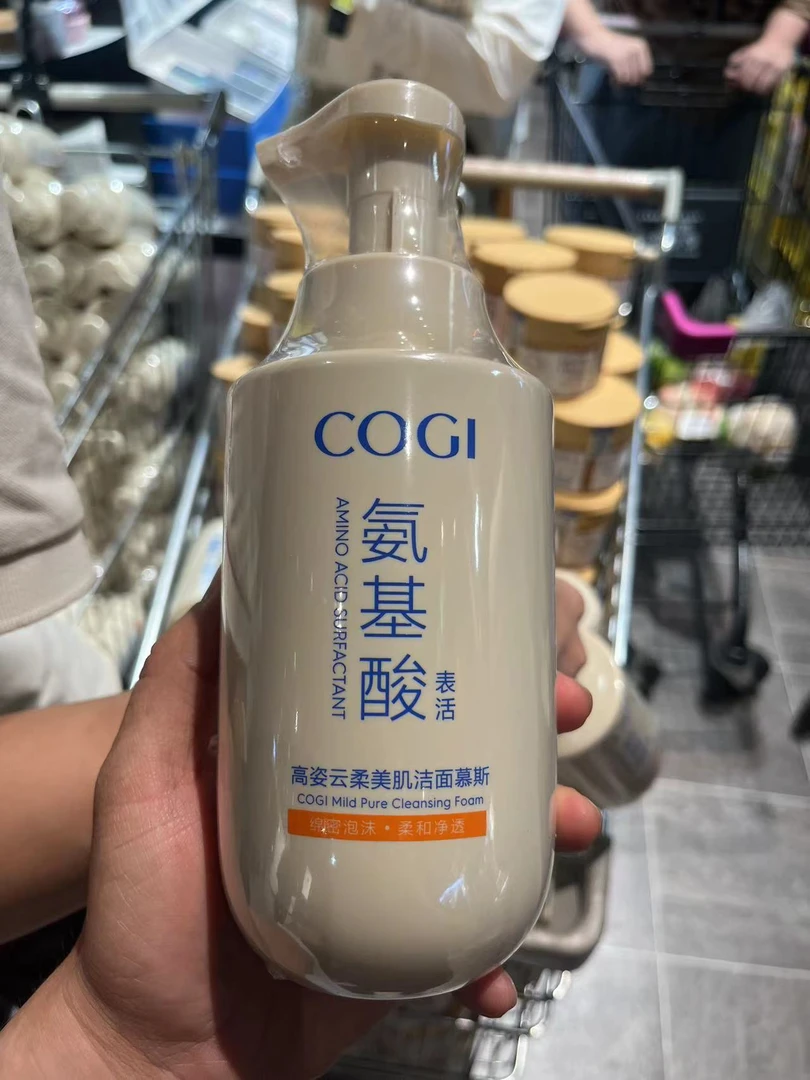 COGI
氨基酸
表活
AMINO ACID SURFACTANT
高姿云柔美肌洁面慕斯
COGI Mild Pure Cleansing Foam
绵密泡沫·柔和净透